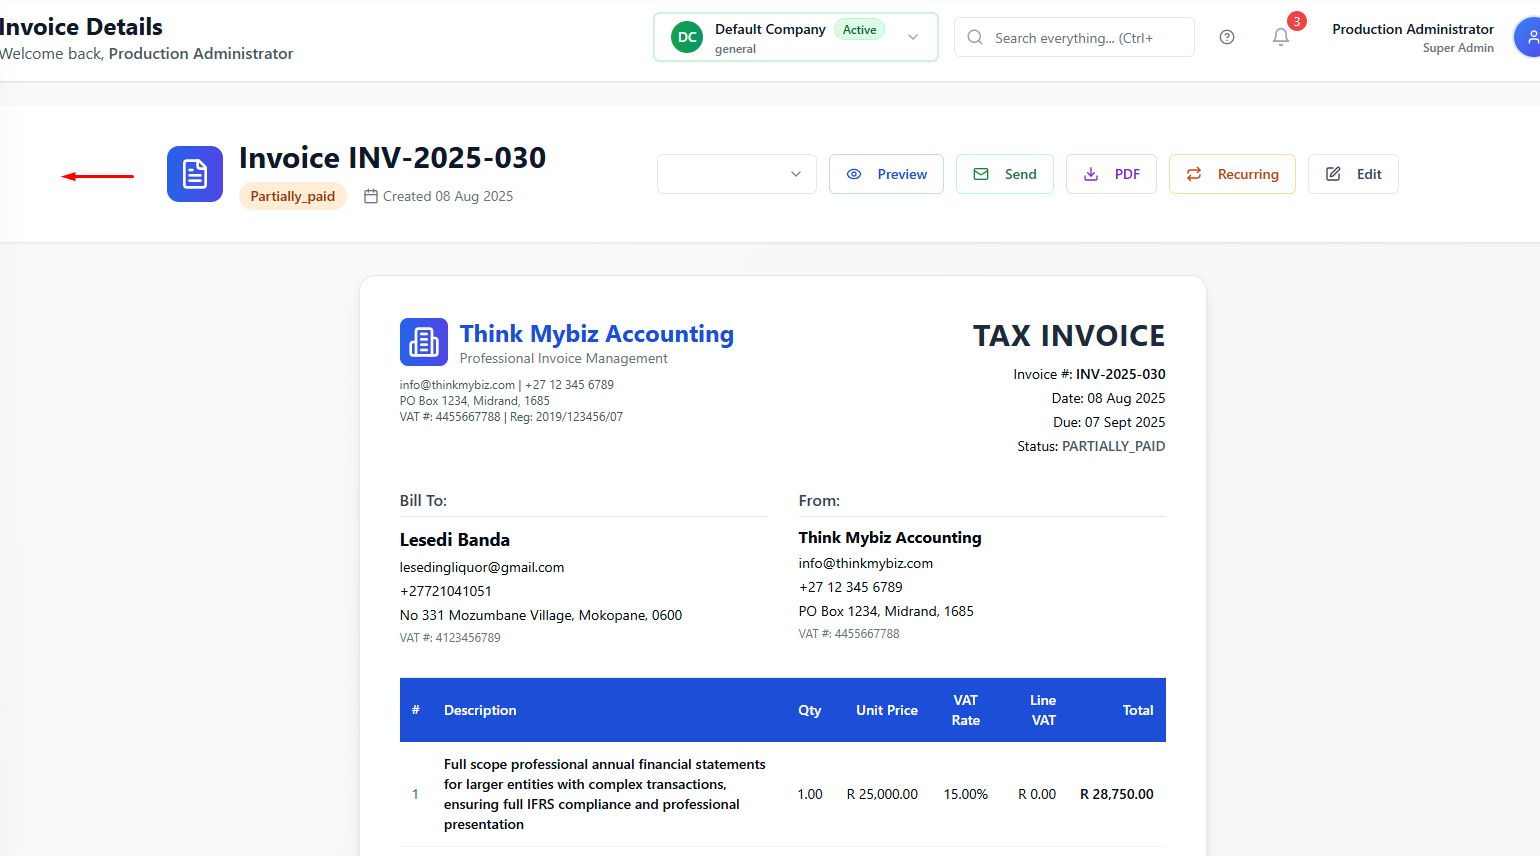 Invoice Details
Welcome back, Production Administrator
DC
Default Company
Active
general
Search everything... (Ctrl+
3
Production Administrator
Super Admin
Invoice INV-2025-030
Partially_paid
Created 08 Aug 2025
Preview
Send
PDF
Recurring
Edit
Think Mybiz Accounting
Professional Invoice Management
info@thinkmybiz.com | +27 12 345 6789
PO Box 1234, Midrand, 1685
VAT #: 4455667788 | Reg: 2019/123456/07
TAX INVOICE
Invoice #: INV-2025-030
Date: 08 Aug 2025
Due: 07 Sept 2025
Status: PARTIALLY_PAID
Bill To:
Lesedi Banda
lesedingliquor@gmail.com
+27721041051
No 331 Mozumbane Village, Mokopane, 0600
VAT #: 4123456789
From:
Think Mybiz Accounting
info@thinkmybiz.com
+27 12 345 6789
PO Box 1234, Midrand, 1685
VAT #: 4455667788
# Description Qty Unit Price VAT Rate Line VAT Total
1 Full scope professional annual financial statements 1.00 R 25,000.00 15.00% R 0.00 R 28,750.00
for larger entities with complex transactions,
ensuring full IFRS compliance and professional
presentation